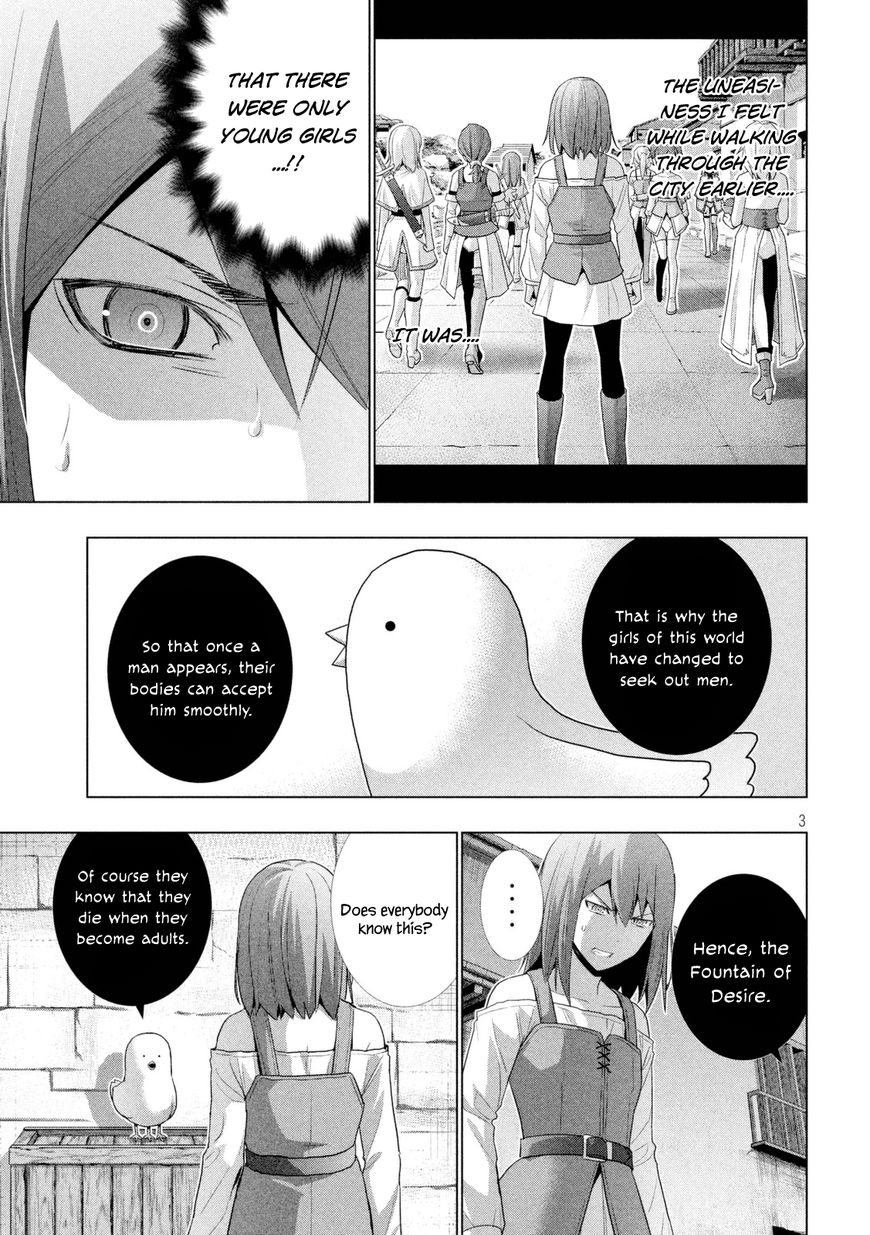 THE UNEASI-
NESS I FELT
WHILE WALKING
THROUGH THE
CITY EARLIER....
IT WAS....
THAT THERE
WERE ONLY
YOUNG GIRLS
...!!
That is why the
girls of this world
have changed to
seek out men.
So that once a
man appears, their
bodies can accept
him smoothly.
3
Hence, the
Fountain of
Desire.
....
Does everybody
know this?
Of course they
know that they
die when they
become adults.